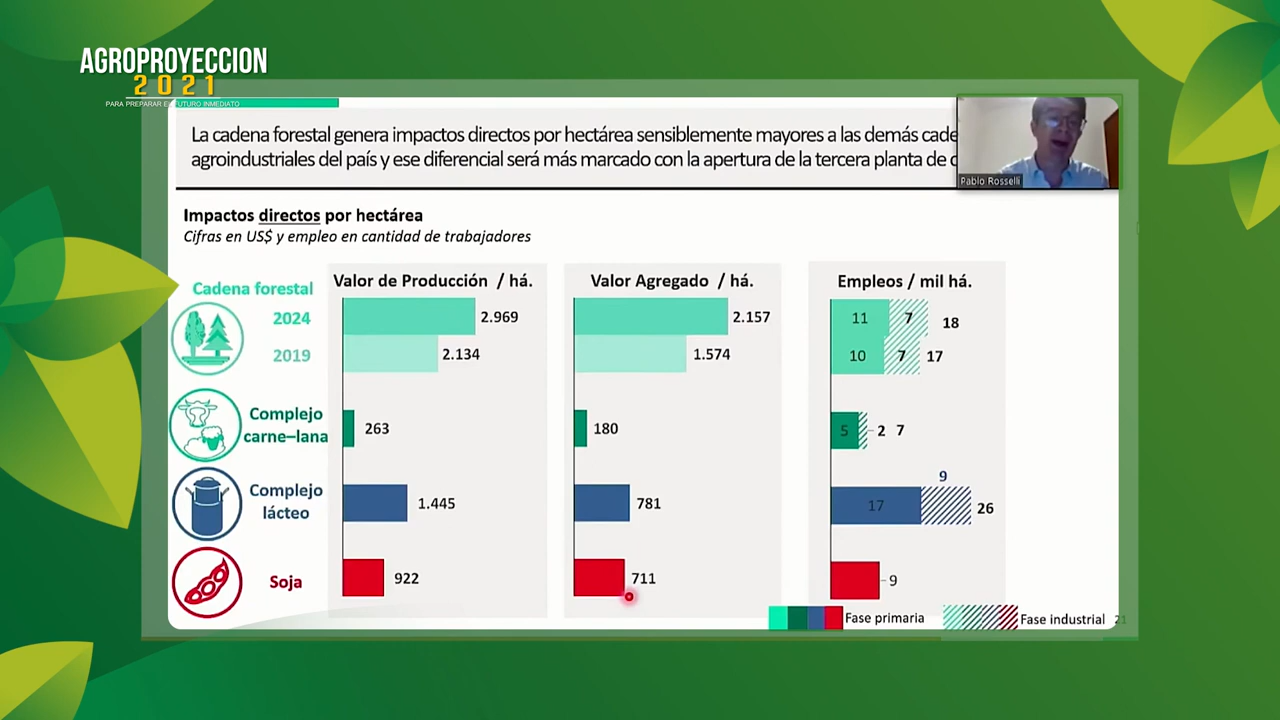 AGROPROYECCION
2021
PARA PREPARAR EL FUTURO INMEDIATO
La cadena forestal genera impactos directos por hectárea sensiblemente mayores a las demás
agroindustriales del país y ese diferencial será más marcado con la apertura de la tercera planta de
Pablo Rosselli
Impactos directos por hectárea
Cifras en US$ y empleo en cantidad de trabajadores
Valor de Producción / há.
Valor Agregado / há.
Empleos / mil há.
Cadena forestal
2024
2.969
2.157
11
7
18
2019
2.134
1.574
10
7
17
Complejo
carne–lana
263
180
5
2
7
Complejo
lácteo
1.445
781
17
9
26
Soja
922
711
9
Fase primaria
Fase industrial
21